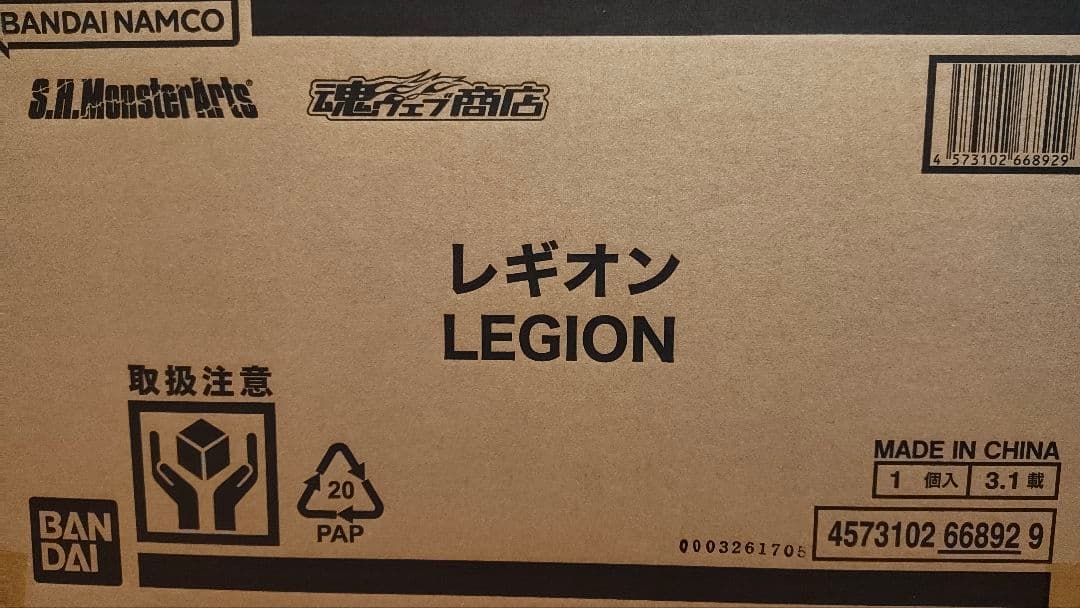 BANDAI NAMCO
S.H.MonsterArts
魂ウェブ商店
4 573102 668929
レギオン
LEGION
取扱注意
20
PAP
MADE IN CHINA
1 個入 3.1 載
BAN
DAI
0003261705
4573102 66892 9